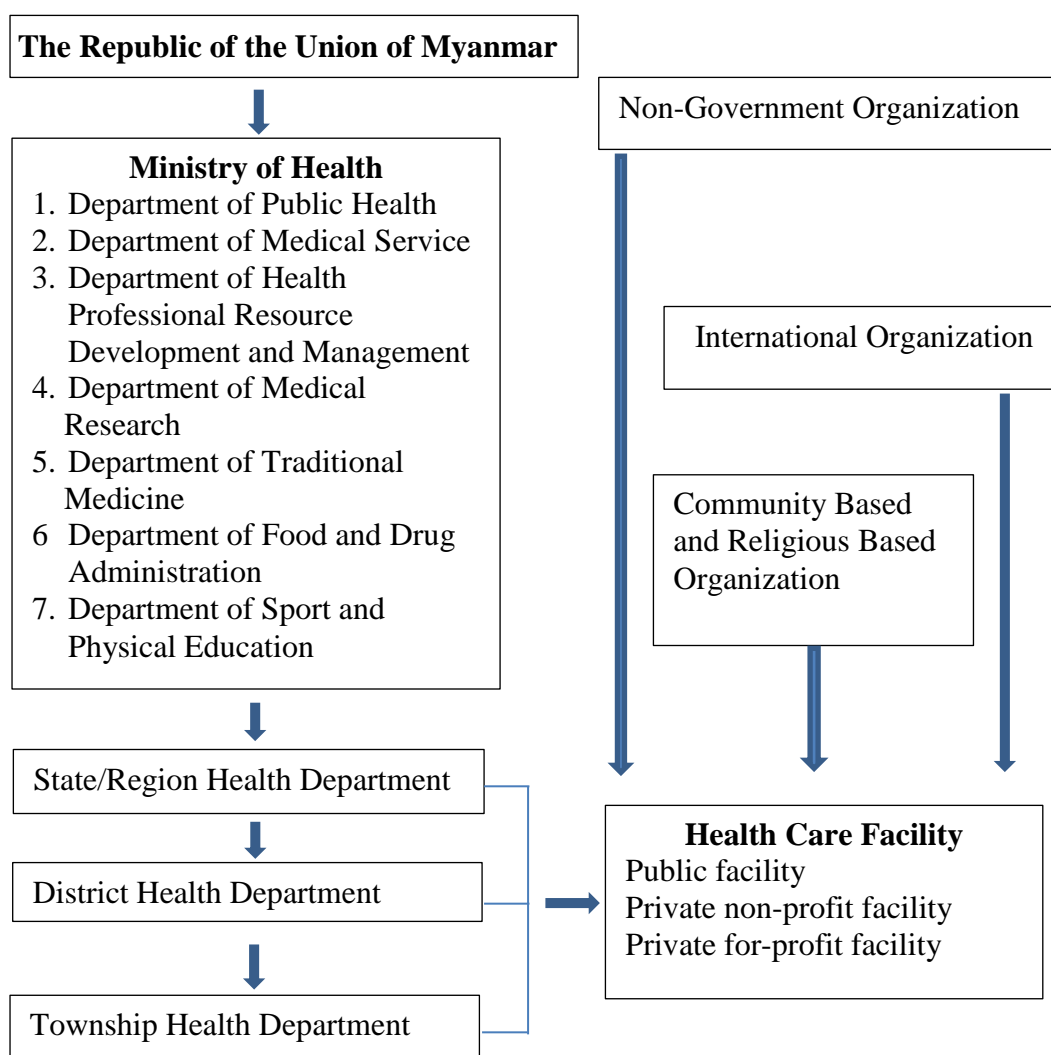 The Republic of the Union of Myanmar
Ministry of Health
1. Department of Public Health
2. Department of Medical Service
3. Department of Health
Professional Resource
Development and Management
4. Department of Medical
Research
5. Department of Traditional
Medicine
6 Department of Food and Drug
Administration
7. Department of Sport and
Physical Education
State/Region Health Department
District Health Department
Township Health Department
Non-Government Organization
International Organization
Community Based
and Religious Based
Organization
Health Care Facility
Public facility
Private non-profit facility
Private for-profit facility